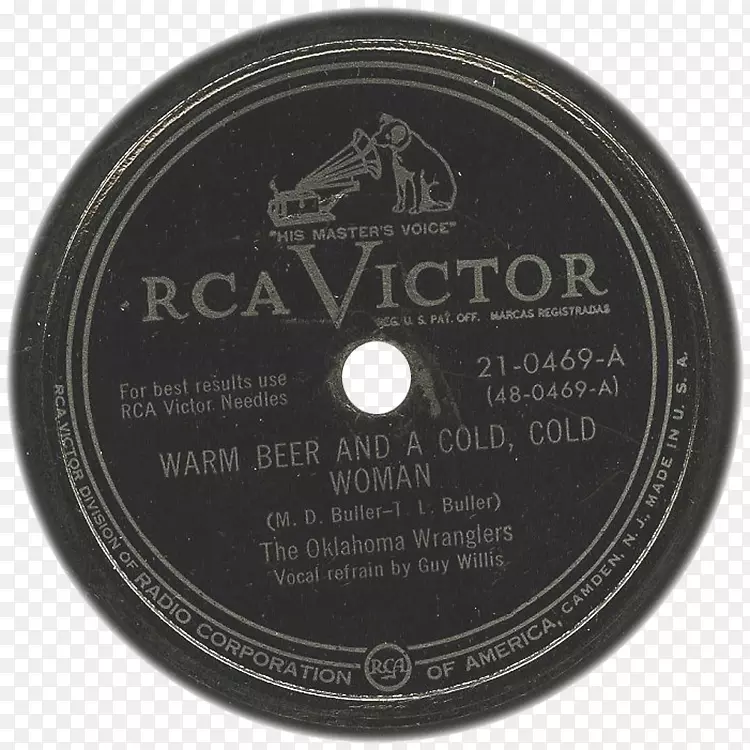 "HIS MASTER'S VOICE"
RCA VICTOR
REG. U. S. PAT. OFF. MARCAS REGISTRADAS
For best results use
RCA Victor Needles
21-0469-A
(48-0469-A)
WARM BEER AND A COLD, COLD
WOMAN
(M. D. Buller-T. L. Buller)
The Oklahoma Wranglers
Vocal refrain by Guy Willis
RCA VICTOR DIVISION OF RADIO CORPORATION OF AMERICA, CAMDEN, N. J., MADE IN U. S. A.
RCA